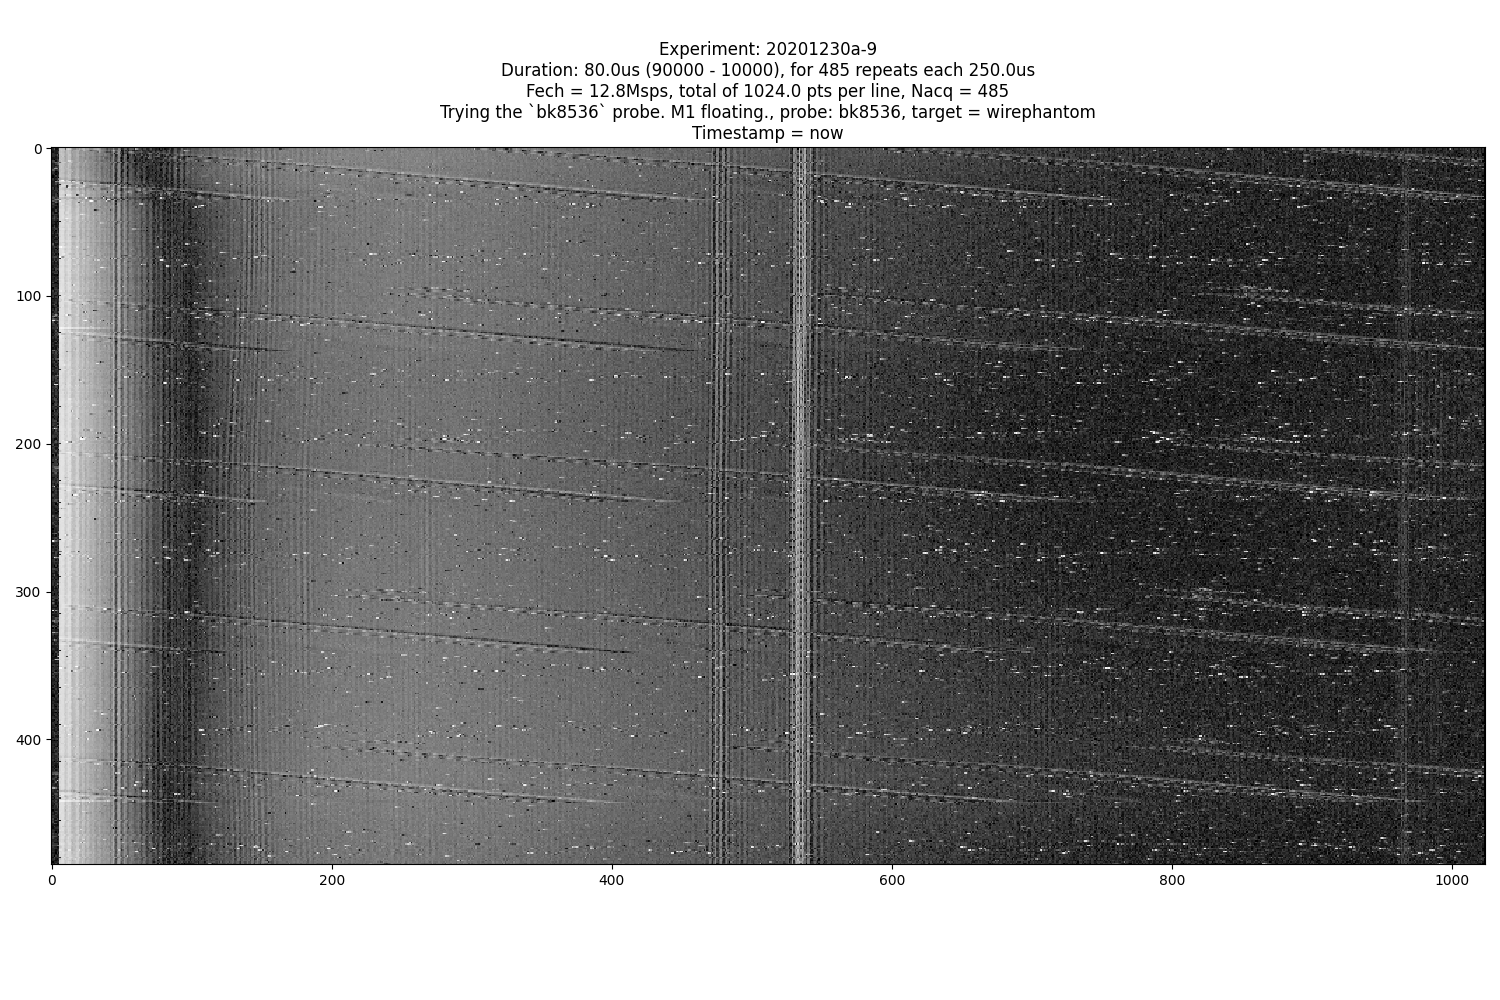 Experiment: 20201230a-9
Duration: 80.0us (90000 - 10000), for 485 repeats each 250.0us
Fech = 12.8Msps, total of 1024.0 pts per line, Nacq = 485
Trying the `bk8536` probe. M1 floating., probe: bk8536, target = wirephantom
Timestamp = now
0
100
200
300
400
0 200 400 600 800 1000